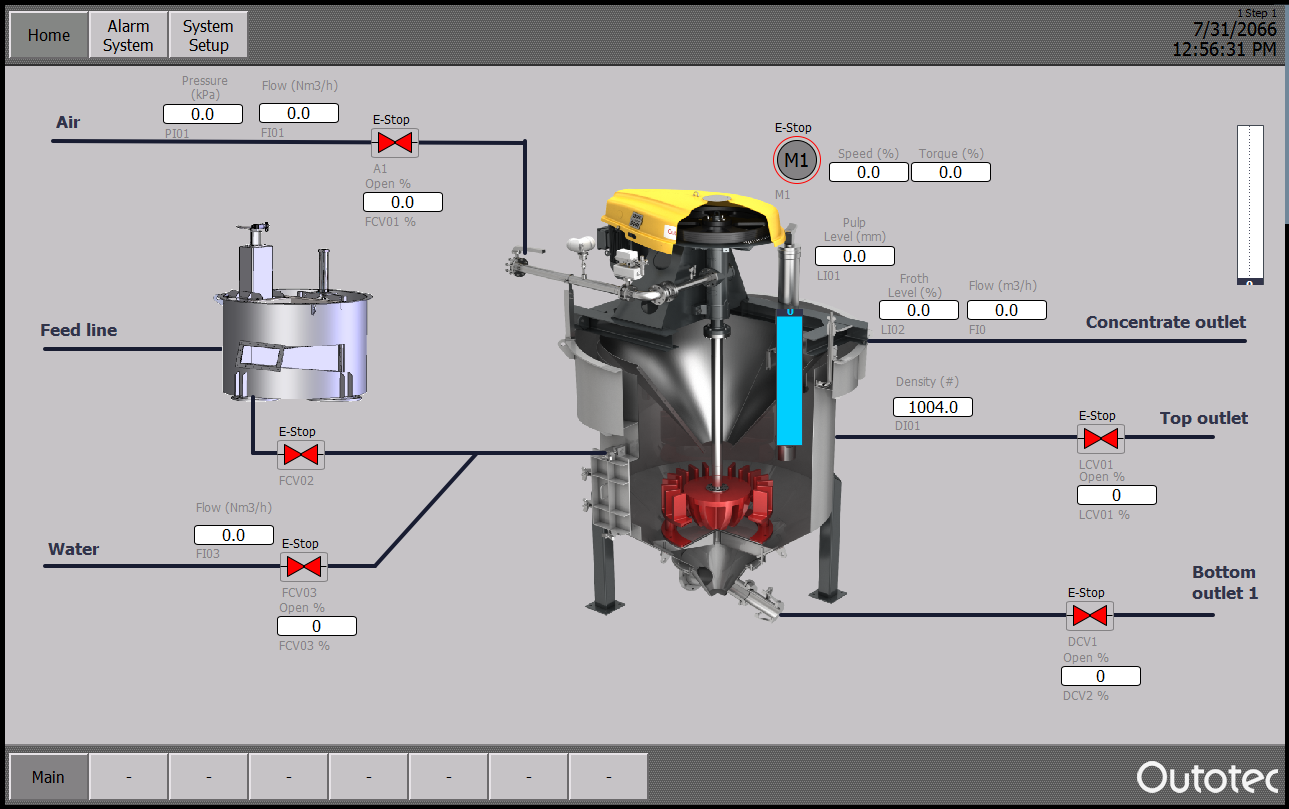 Home
Alarm
System
System
Setup
1 Step 1
7/31/2066
12:56:31 PM
Pressure
(kPa)
0.0
PI01
Flow (Nm3/h)
0.0
FI01
Air
E-Stop
A1
Open %
0.0
FCV01 %
E-Stop
M1
M1
Speed (%)
0.0
Torque (%)
0.0
Pulp
Level (mm)
0.0
LI01
Froth
Level (%)
0.0
LI02
Flow (m3/h)
0.0
FI0
0
Concentrate outlet
Feed line
E-Stop
FCV02
Density (#)
1004.0
DI01
E-Stop
LCV01
Open %
0
LCV01 %
Top outlet
Flow (Nm3/h)
0.0
FI03
Water
E-Stop
FCV03
Open %
0
FCV03 %
Bottom
outlet 1
E-Stop
DCV1
Open %
0
DCV2 %
Main
-
-
-
-
-
-
-
Outotec